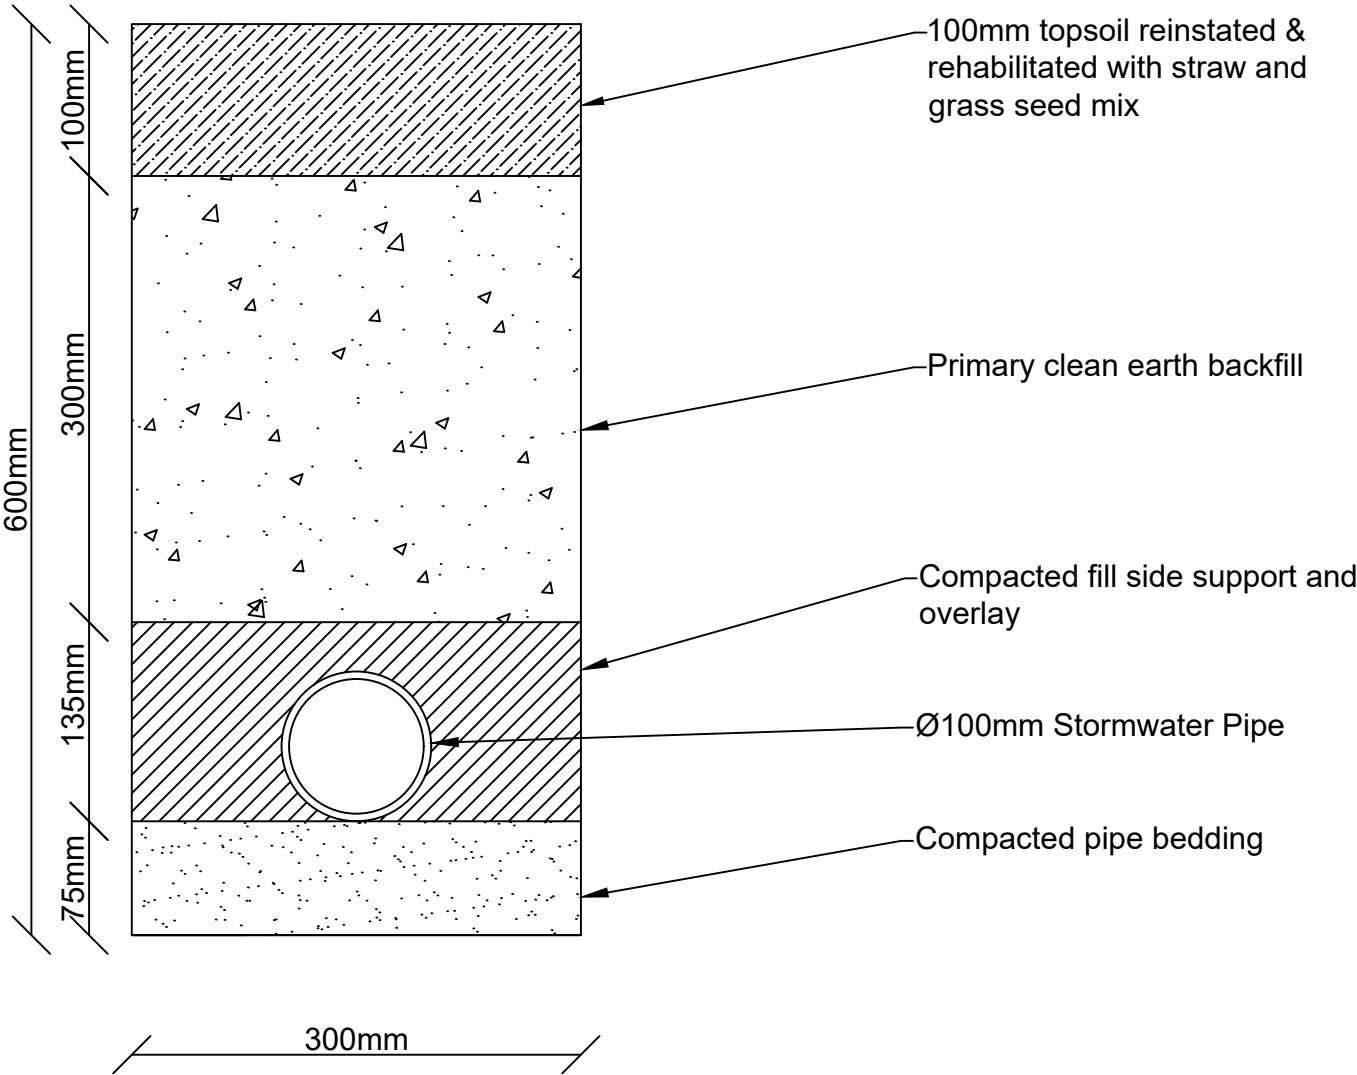 100mm topsoil reinstated &
rehabilitated with straw and
grass seed mix
100mm
300mm
Primary clean earth backfill
600mm
Compacted fill side support and
overlay
135mm
Ø100mm Stormwater Pipe
Compacted pipe bedding
75mm
300mm